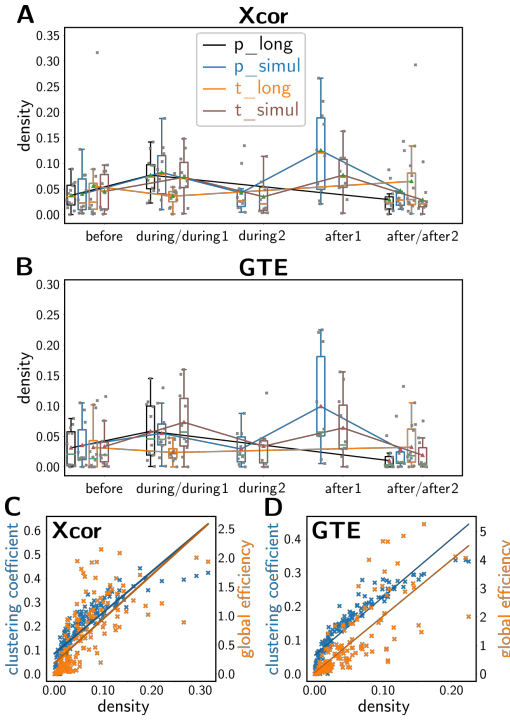 A
Xcor
p_long
p_simul
t_long
t_simul
density
0.35
0.30
0.25
0.20
0.15
0.10
0.05
0.00
before
during/during1
during2
after1
after/after2
B
GTE
density
0.30
0.25
0.20
0.15
0.10
0.05
0.00
before
during/during1
during2
after1
after/after2
C
Xcor
clustering coefficient
0.6
0.5
0.4
0.3
0.2
0.1
0.0
2.5
2.0
1.5
1.0
0.5
0.0
global efficiency
0.00
0.10
0.20
0.30
density
D
GTE
clustering coefficient
0.4
0.3
0.2
0.1
0.0
5
4
3
2
1
0
global efficiency
0.00
0.10
0.20
density